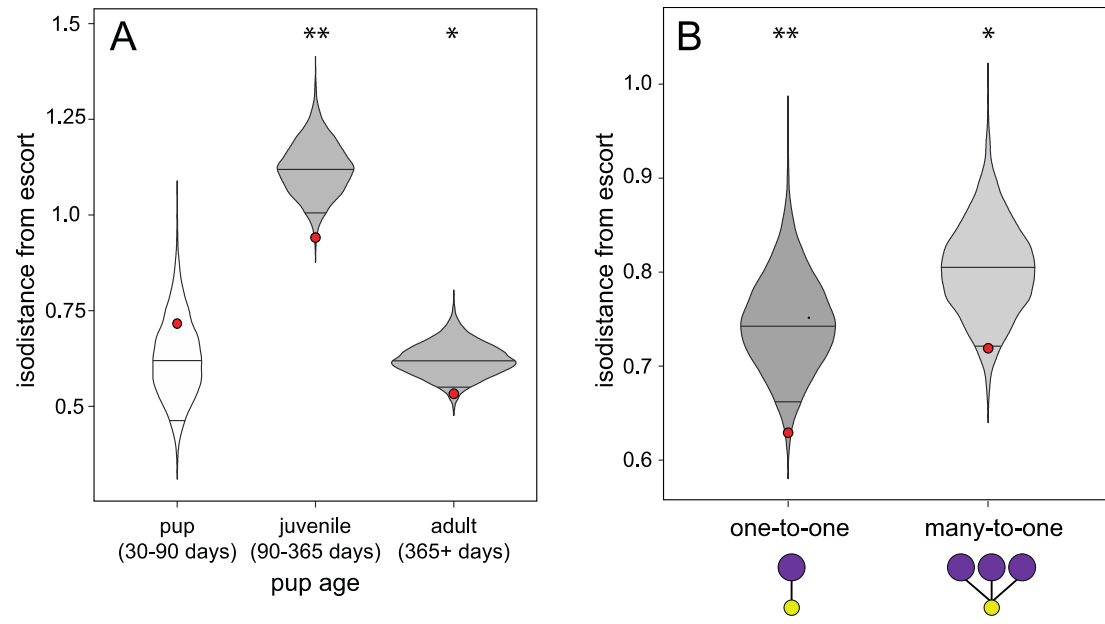 A
**
*
1.5
1.25
1.0
0.75
0.5
isodistance from escort
pup
(30-90 days)
juvenile
(90-365 days)
adult
(365+ days)
pup age
B
**
*
1.0
0.9
0.8
0.7
0.6
isodistance from escort
one-to-one
many-to-one